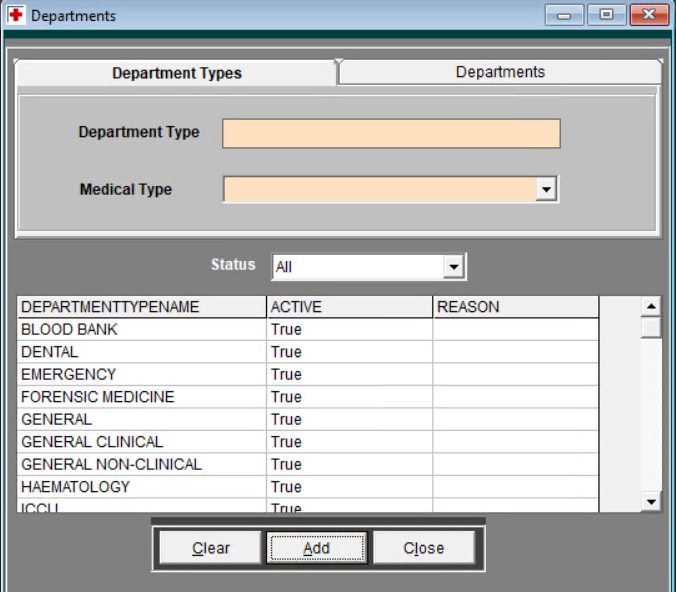 Departments
Department Types Departments
Department Type
Medical Type
Status All
DEPARTMENTTYPENAME ACTIVE REASON
BLOOD BANK True
DENTAL True
EMERGENCY True
FORENSIC MEDICINE True
GENERAL True
GENERAL CLINICAL True
GENERAL NON-CLINICAL True
HAEMATOLOGY True
ICCU True
Clear Add Close